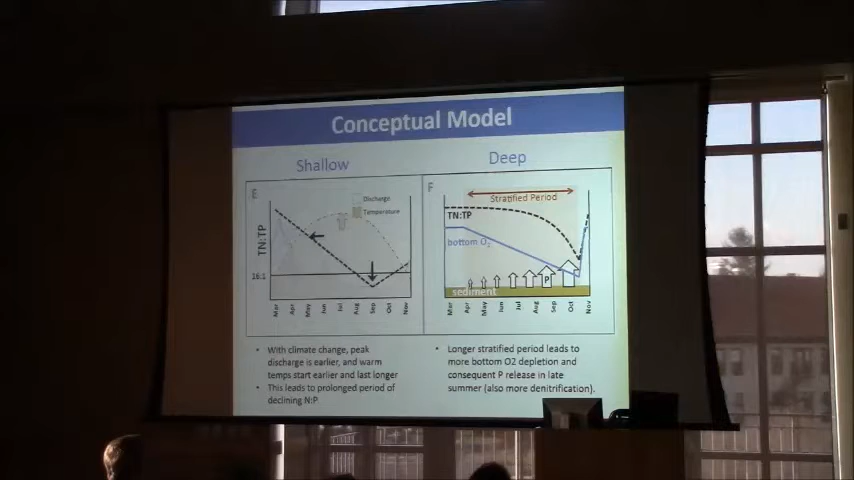 Conceptual Model
Shallow
Deep
E
Discharge
Temperature
TN:TP
16:1
Mar Apr May Jun Jul Aug Sep Oct Nov
F
Stratified Period
TN:TP
bottom O2
P
sediment
Mar Apr May Jun Jul Aug Sep Oct Nov
• With climate change, peak
discharge is earlier, and warm
temps start earlier and last longer
• This leads to prolonged period of
declining N:P
• Longer stratified period leads to
more bottom O2 depletion and
consequent P release in late
summer (also more denitrification).